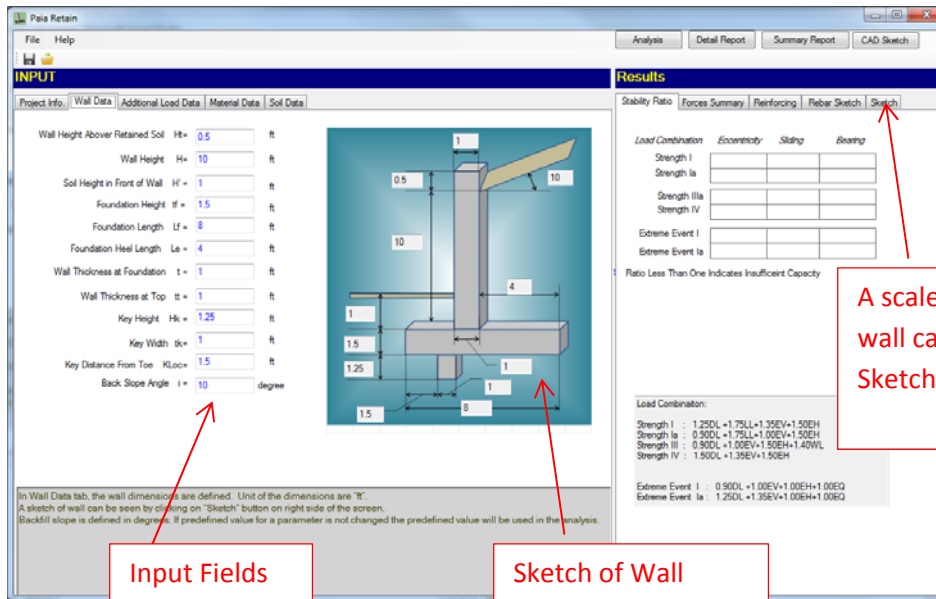 Paia Retain
File Help
Analysis Detail Report Summary Report CAD Sketch
INPUT
Project Info. Wall Data Additional Load Data Material Data Soil Data
Wall Height Abover Retained Soil Ht= 0.5 ft
Wall Height H= 10 ft
Soil Height in Front of Wall H' = 1 ft
Foundation Height tf = 1.5 ft
Foundation Length Lf = 8 ft
Foundation Heel Length Le = 4 ft
Wall Thickness at Foundation t = 1 ft
Wall Thickness at Top tt = 1 ft
Key Height Hk = 1.25 ft
Key Width tk= 1 ft
Key Distance From Toe KLoc= 1.5 ft
Back Slope Angle i = 10 degree
1
0.5
10
10
4
1
1.5
1.25
1
1
1.5
8
In Wall Data tab, the wall dimensions are defined. Unit of the dimensions are "ft".
A sketch of wall can be seen by clicking on "Sketch" button on right side of the screen.
Backfill slope is defined in degrees. If predefined value for a parameter is not changed the predefined value will be used in the analysis.
Input Fields
Sketch of Wall
Results
Stability Ratio Forces Summary Reinforcing Rebar Sketch Sketch
Load Combination Eccentricity Sliding Bearing
Strength I
Strength Ia
Strength IIIa
Strength IV
Extreme Event I
Extreme Event Ia
Ratio Less Than One Indicates Insufficeint Capacity
A scale
wall ca
Sketch
Load Combinaiton:
Strength I : 1.25DL +1.75LL+1.35EV+1.50EH
Strength Ia : 0.90DL +1.75LL+1.00EV+1.50EH
Strength III : 0.90DL +1.00EV+1.50EH+1.40WL
Strength IV : 1.50DL +1.35EV+1.50EH
Extreme Event I : 0.90DL +1.00EV+1.00EH+1.00EQ
Extreme Event Ia : 1.25DL +1.35EV+1.00EH+1.00EQ